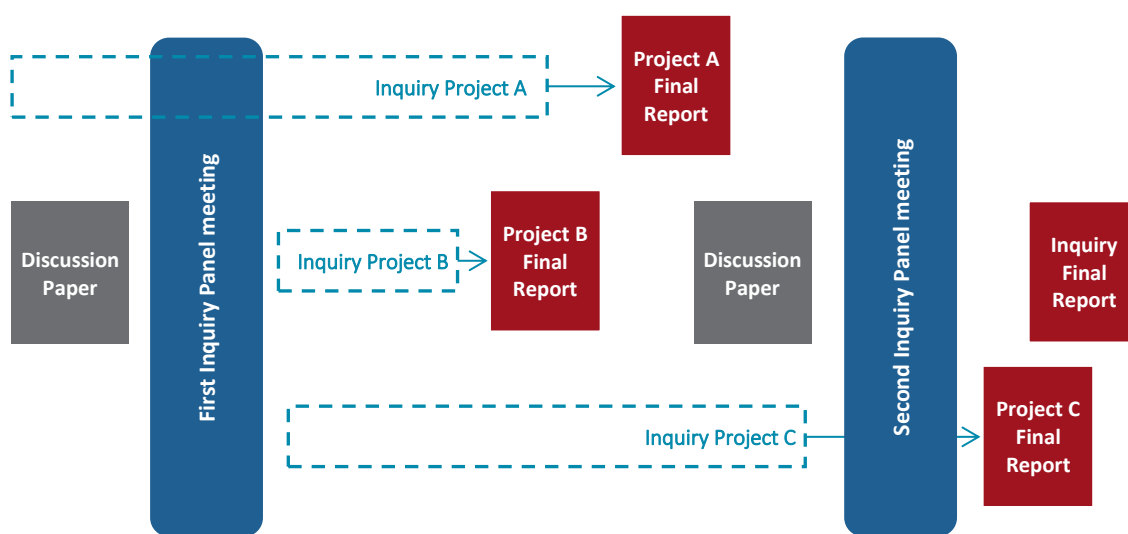 Inquiry Project A
Project A
Final
Report
First Inquiry Panel meeting
Second Inquiry Panel meeting
Discussion
Paper
Inquiry Project B
Project B
Final
Report
Discussion
Paper
Inquiry
Final
Report
Inquiry Project C
Project C
Final
Report